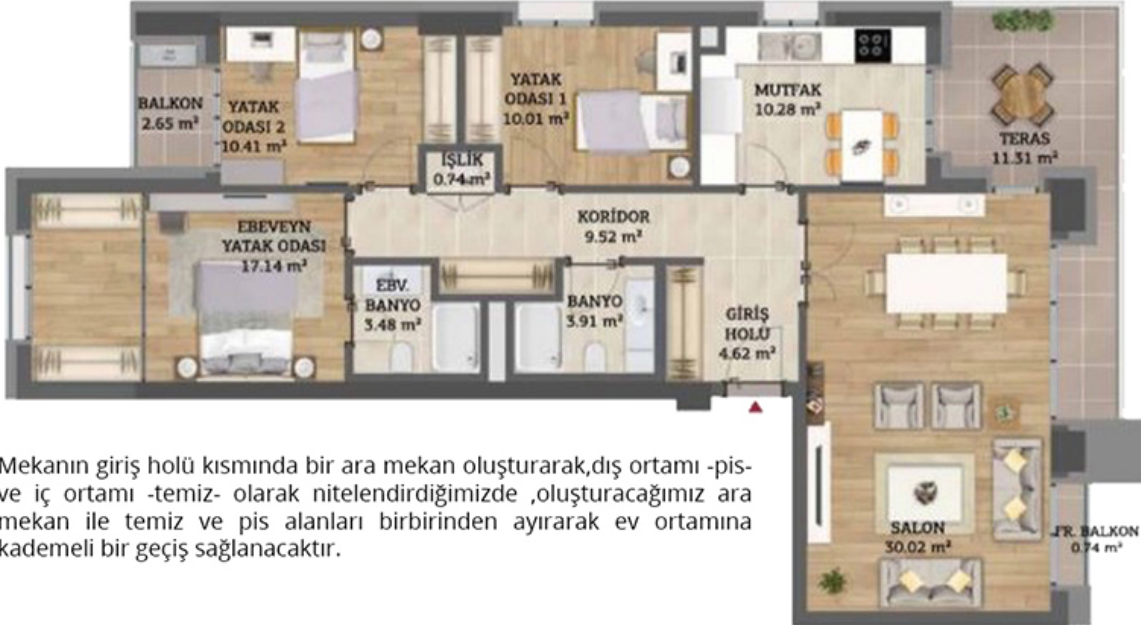 BALKON
2.65 m²
YATAK
ODASI 2
10.41 m²
YATAK
ODASI 1
10.01 m²
MUTFAK
10.28 m²
TERAS
11.31 m²
İŞLİK
0.74 m²
EBEVEYN
YATAK ODASI
17.14 m²
KORİDOR
9.52 m²
EBV.
BANYO
3.48 m²
BANYO
3.91 m²
GİRİŞ
HOLÜ
4.62 m²
SALON
30.02 m²
FR. BALKON
0.74 m²
Mekanın giriş holü kısmında bir ara mekan oluşturarak,dış ortamı -pis-
ve iç ortamı -temiz- olarak nitelendirdiğimizde ,oluşturacağımız ara
mekan ile temiz ve pis alanları birbirinden ayırarak ev ortamına
kademeli bir geçiş sağlanacaktır.